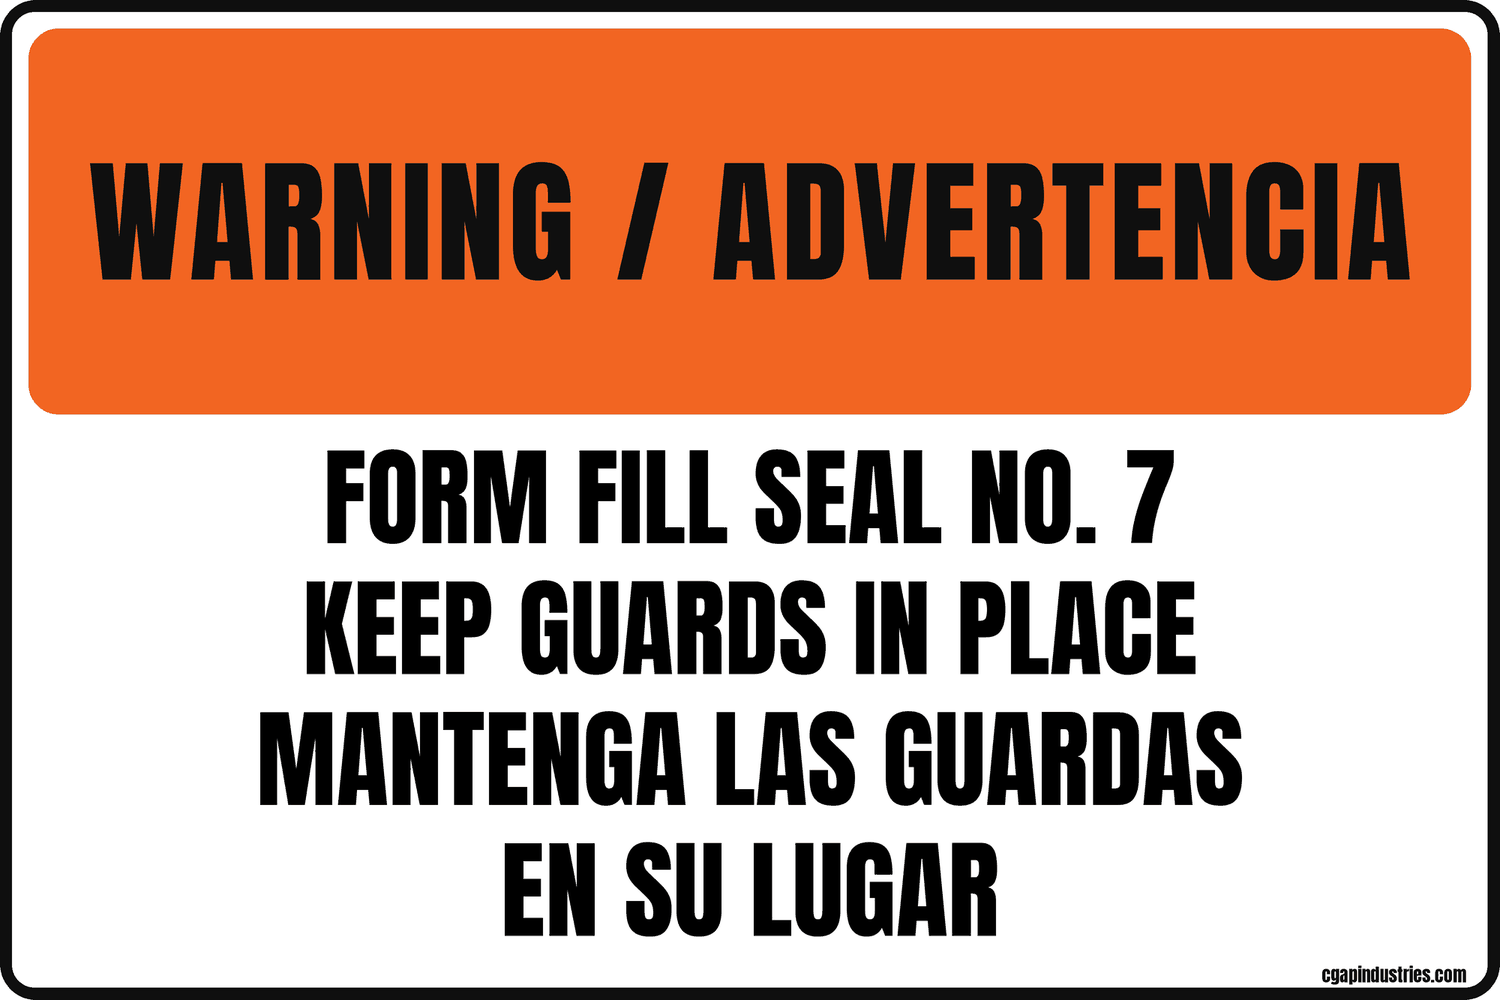 WARNING / ADVERTENCIA
FORM FILL SEAL NO. 7
KEEP GUARDS IN PLACE
MANTENGA LAS GUARDAS
EN SU LUGAR
cgapindustries.com